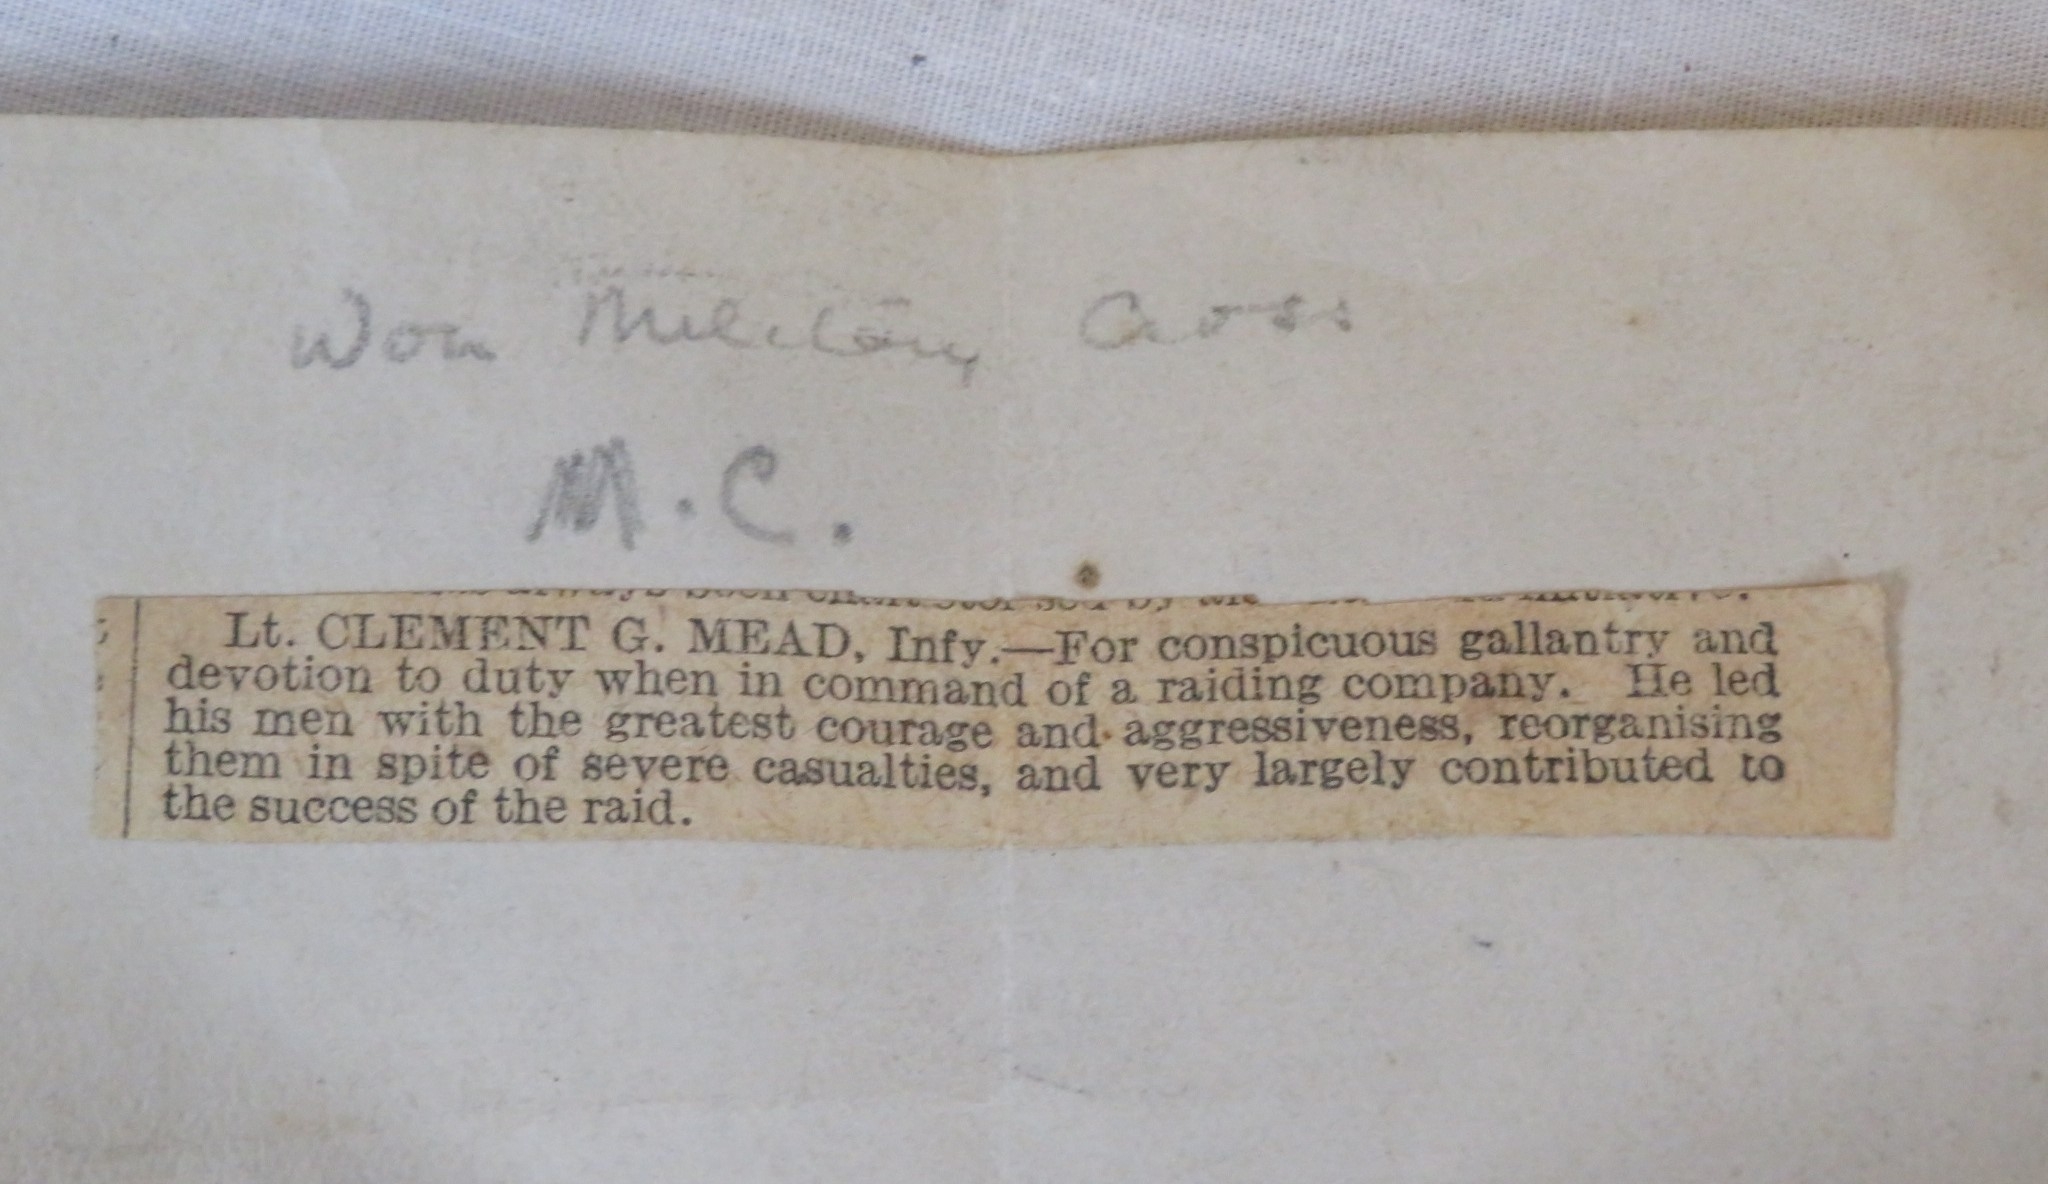 Won Military Cross
M.C.
always been
Lt. CLEMENT G. MEAD, Infy.—For conspicuous gallantry and
devotion to duty when in command of a raiding company. He led
his men with the greatest courage and aggressiveness, reorganising
them in spite of severe casualties, and very largely contributed to
the success of the raid.